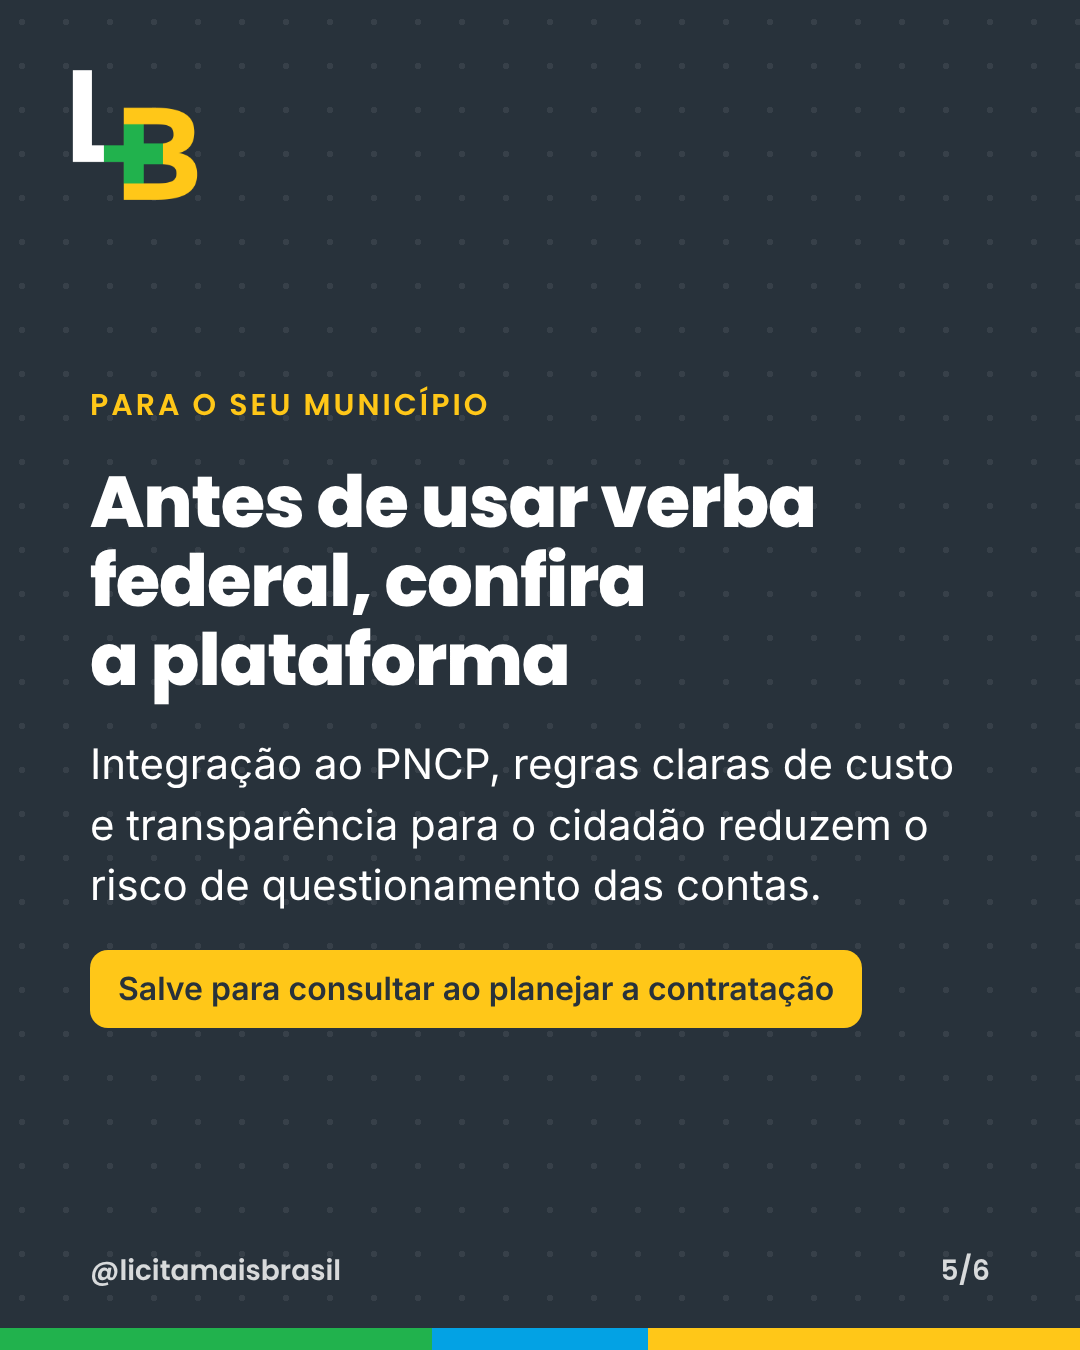 L+B
PARA O SEU MUNICÍPIO
Antes de usar verba
federal, confira
a plataforma
Integração ao PNCP, regras claras de custo
e transparência para o cidadão reduzem o
risco de questionamento das contas.
Salve para consultar ao planejar a contratação
@licitamaisbrasil
5/6